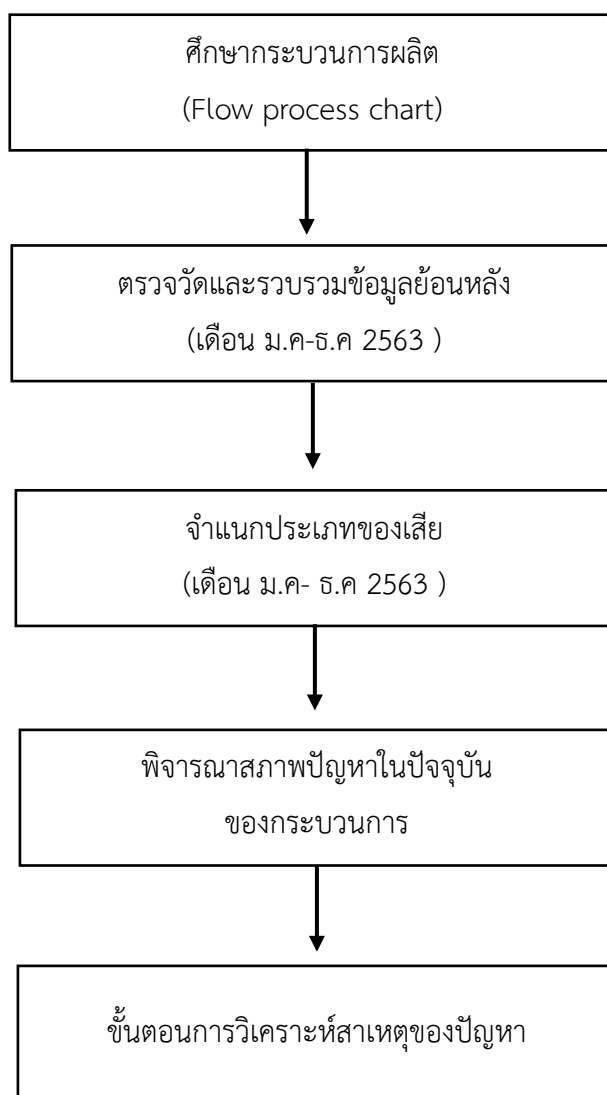 ศึกษากระบวนการผลิต
(Flow process chart)
ตรวจวัดและรวบรวมข้อมูลย้อนหลัง
(เดือน ม.ค-ธ.ค 2563 )
จำแนกประเภทของเสีย
(เดือน ม.ค- ธ.ค 2563 )
พิจารณาสภาพปัญหาในปัจจุบัน
ของกระบวนการ
ขั้นตอนการวิเคราะห์สาเหตุของปัญหา